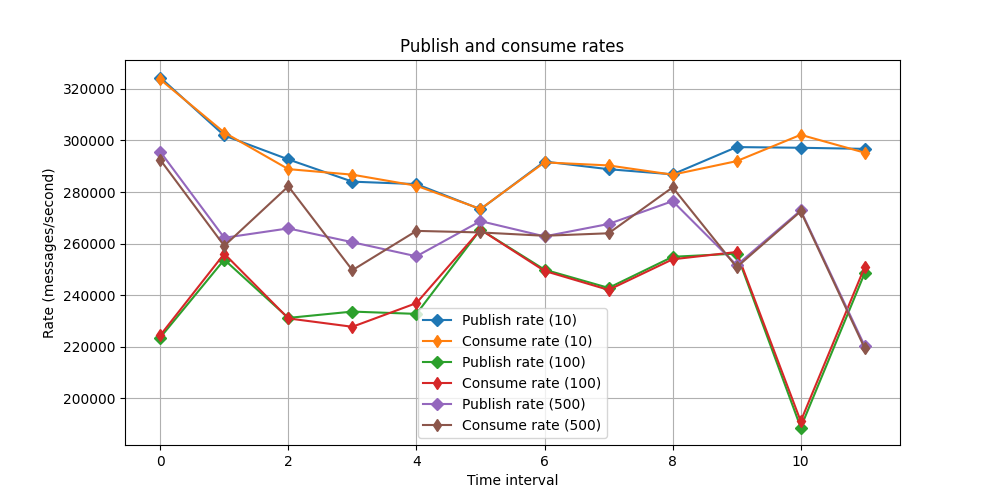 Publish and consume rates
Rate (messages/second)
320000
300000
280000
260000
240000
220000
200000
Publish rate (10)
Consume rate (10)
Publish rate (100)
Consume rate (100)
Publish rate (500)
Consume rate (500)
0 2 4 6 8 10
Time interval